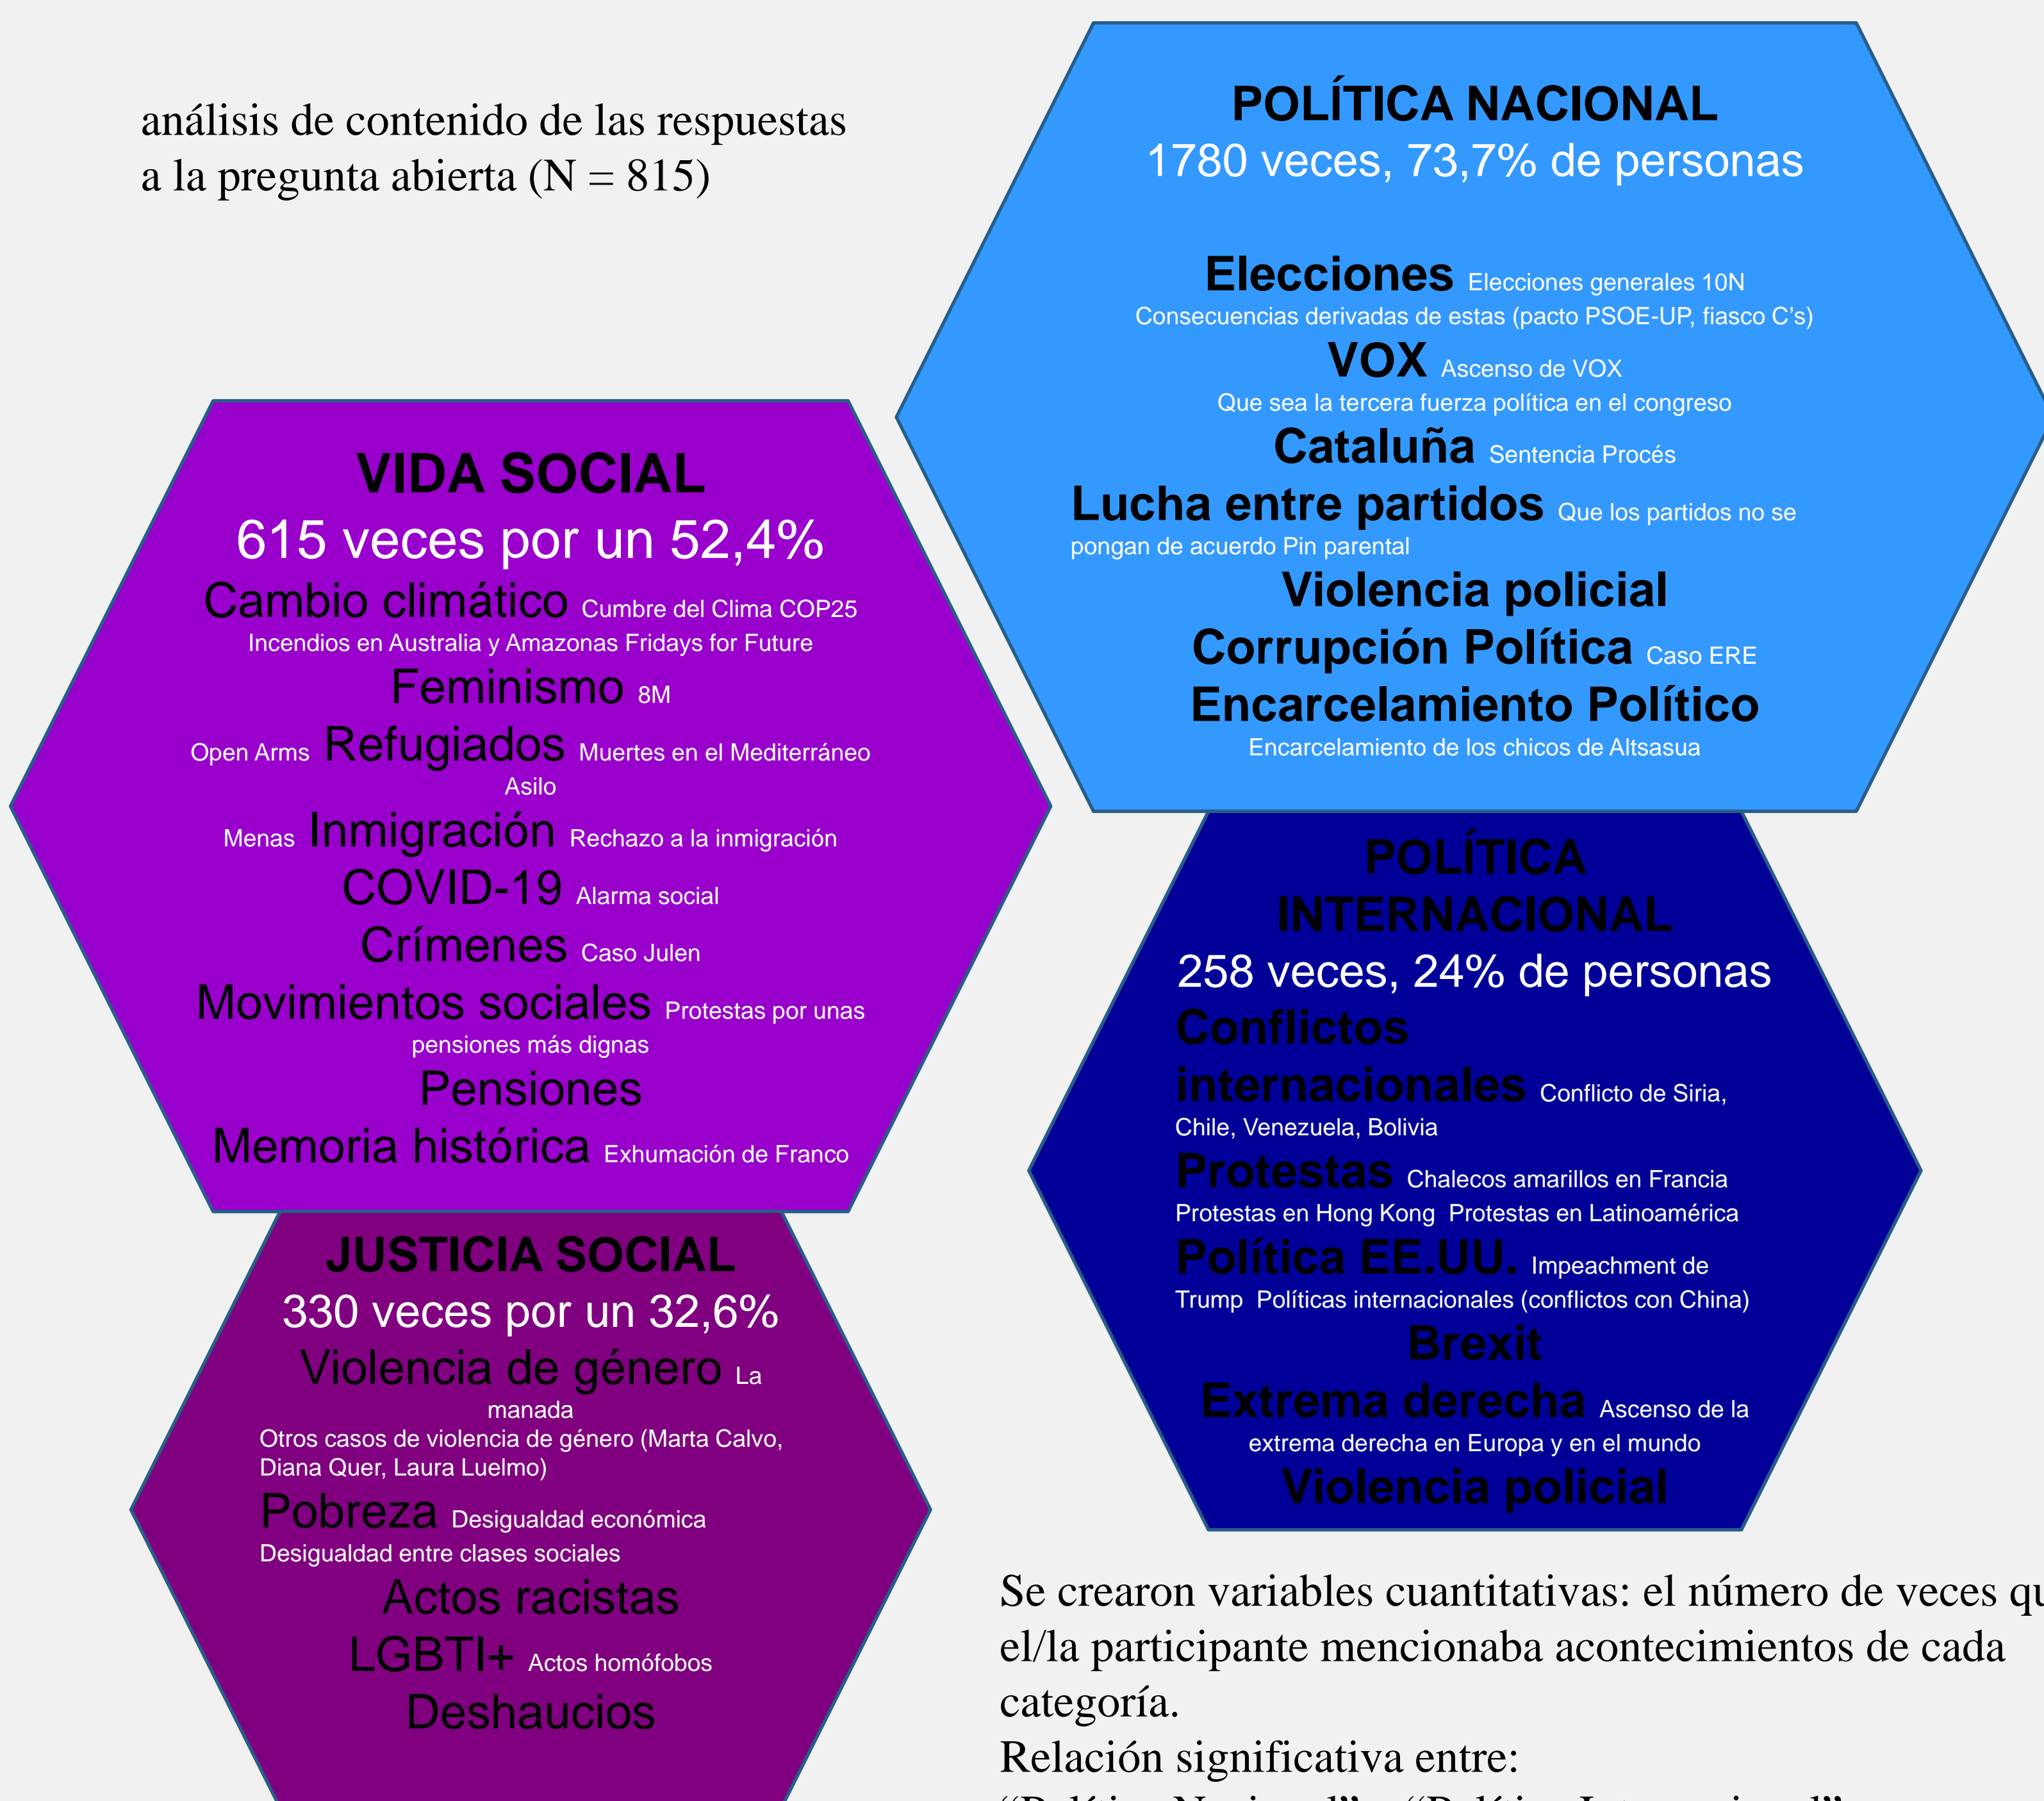 análisis de contenido de las respuestas
a la pregunta abierta (N = 815)
POLÍTICA NACIONAL
1780 veces, 73,7% de personas
Elecciones Elecciones generales 10N
Consecuencias derivadas de estas (pacto PSOE-UP, fiasco C’s)
VOX Ascenso de VOX
Que sea la tercera fuerza política en el congreso
Cataluña Sentencia Procés
Lucha entre partidos Que los partidos no se
pongan de acuerdo Pin parental
Violencia policial
Corrupción Política Caso ERE
Encarcelamiento Político
Encarcelamiento de los chicos de Altsasua
VIDA SOCIAL
615 veces por un 52,4%
Cambio climático Cumbre del Clima COP25
Incendios en Australia y Amazonas Fridays for Future
Feminismo 8M
Open Arms Refugiados Muertes en el Mediterráneo
Asilo
Menas Inmigración Rechazo a la inmigración
COVID-19 Alarma social
Crímenes Caso Julen
Movimientos sociales Protestas por unas
pensiones más dignas
Pensiones
Memoria histórica Exhumación de Franco
POLÍTICA
INTERNACIONAL
258 veces, 24% de personas
Conflictos
internacionales Conflicto de Siria,
Chile, Venezuela, Bolivia
Protestas Chalecos amarillos en Francia
Protestas en Hong Kong Protestas en Latinoamérica
Política EE.UU. Impeachment de
Trump Políticas internacionales (conflictos con China)
Brexit
Extrema derecha Ascenso de la
extrema derecha en Europa y en el mundo
Violencia policial
JUSTICIA SOCIAL
330 veces por un 32,6%
Violencia de género La
manada
Otros casos de violencia de género (Marta Calvo,
Diana Quer, Laura Luelmo)
Pobreza Desigualdad económica
Desigualdad entre clases sociales
Actos racistas
LGBTI+ Actos homófobos
Deshaucios
Se crearon variables cuantitativas: el número de veces qu
el/la participante mencionaba acontecimientos de cada
categoría.
Relación significativa entre: